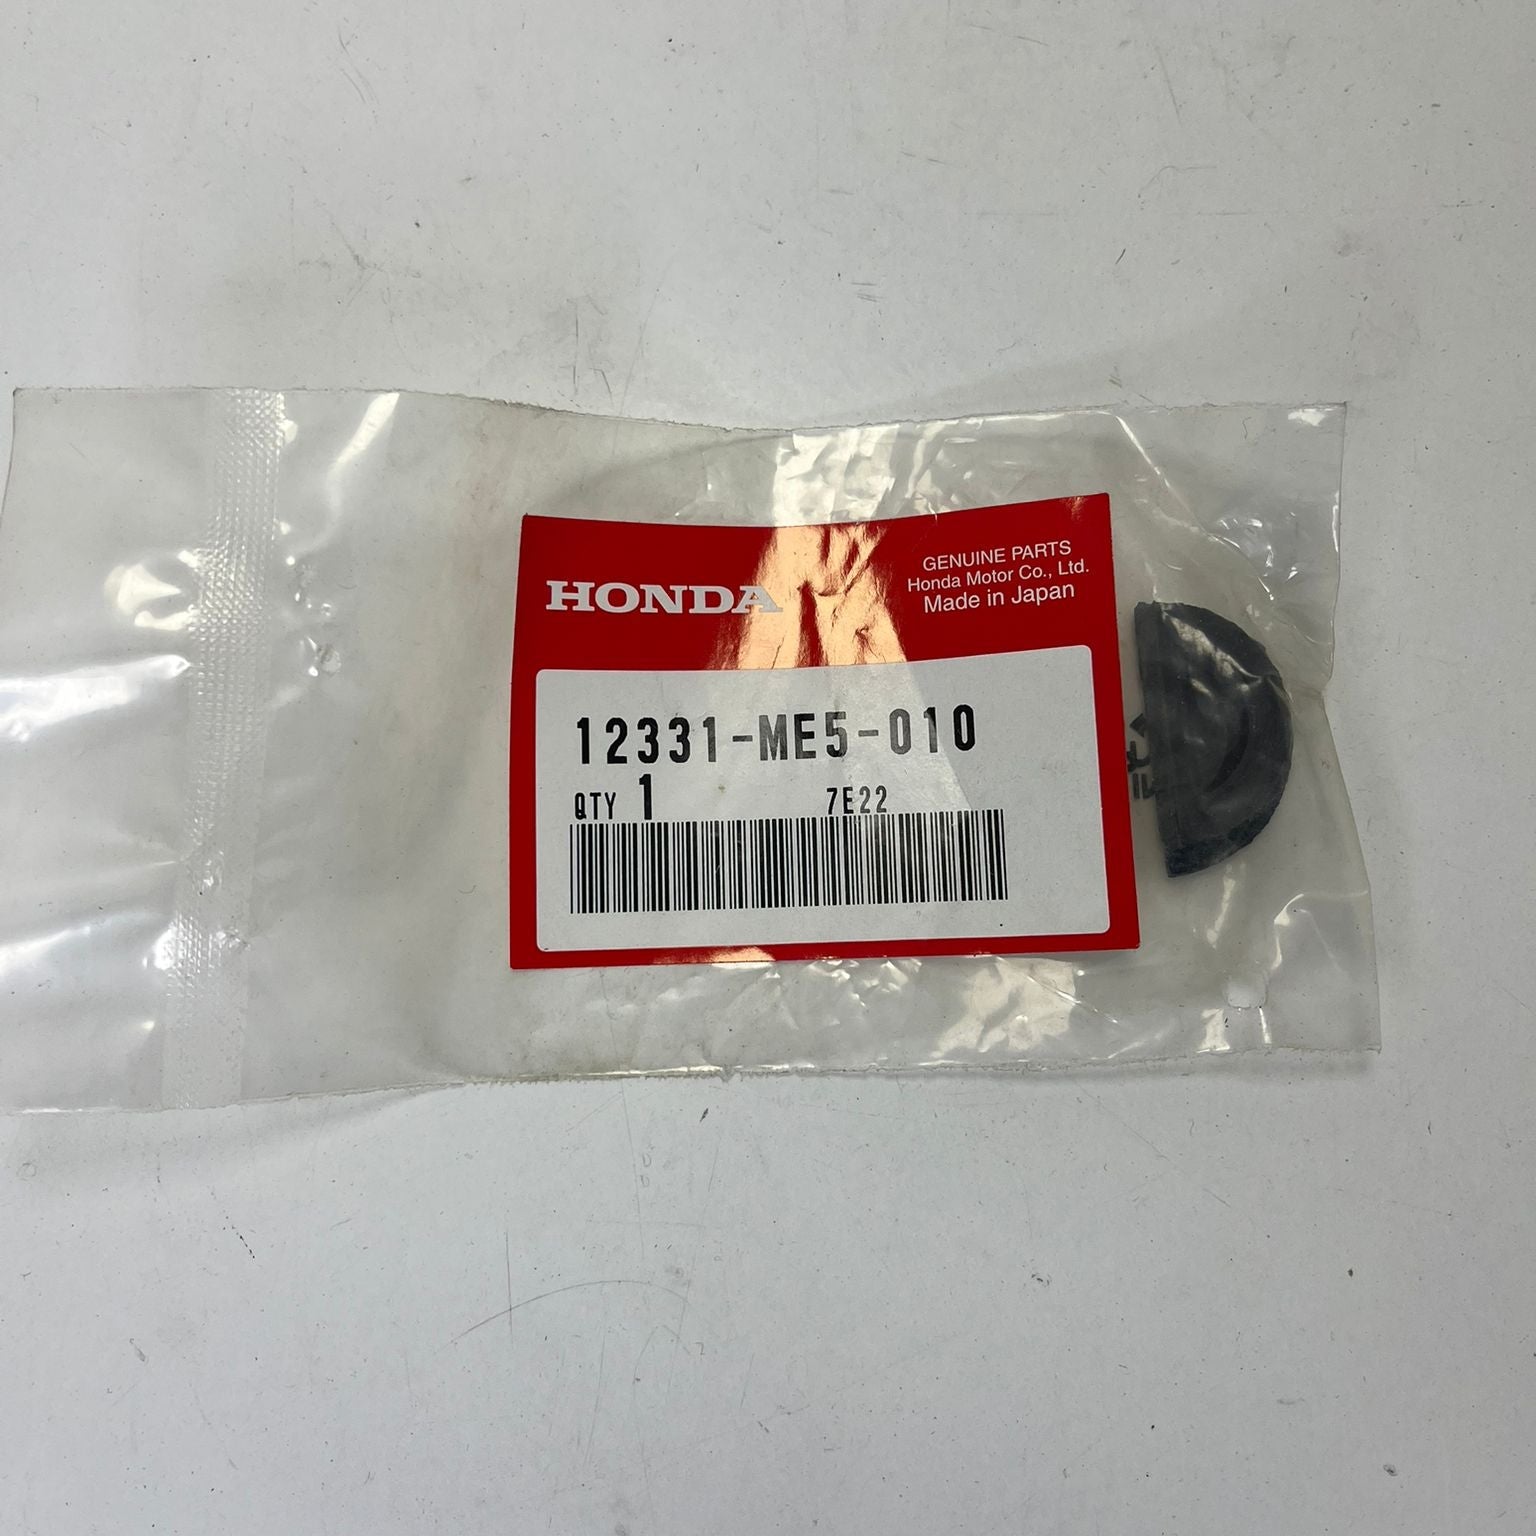 HONDA
GENUINE PARTS
Honda Motor Co., Ltd.
Made in Japan
12331-ME5-010
QTY 1 7E22